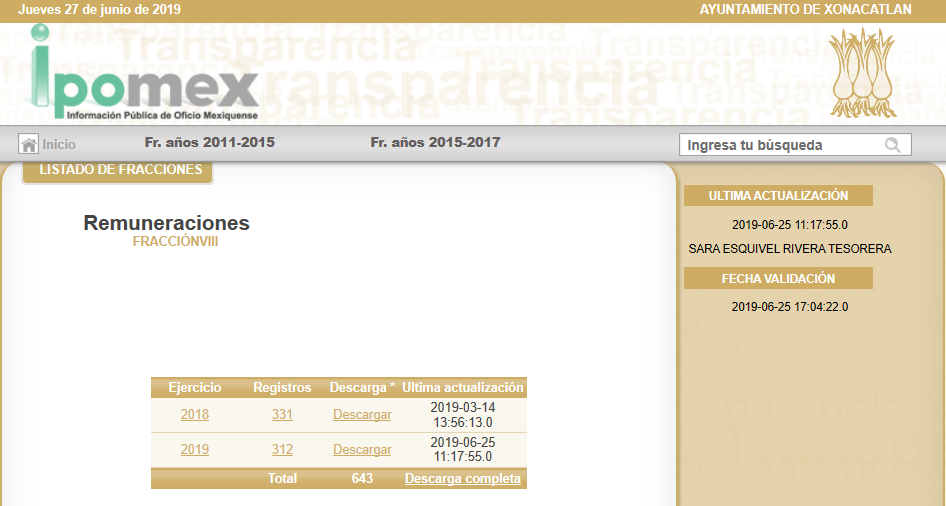 Jueves 27 de junio de 2019
AYUNTAMIENTO DE XONACATLAN
Transparencia
ipomex
Información Pública de Oficio Mexiquense
Inicio
Fr. años 2011-2015
Fr. años 2015-2017
Ingresa tu búsqueda
LISTADO DE FRACCIONES
Remuneraciones
FRACCIÓNVIII
Ejercicio Registros Descarga * Ultima actualización
2018 331 Descargar 2019-03-14
13:56:13.0
2019 312 Descargar 2019-06-25
11:17:55.0
Total 643 Descarga completa
ULTIMA ACTUALIZACIÓN
2019-06-25 11:17:55.0
SARA ESQUIVEL RIVERA TESORERA
FECHA VALIDACIÓN
2019-06-25 17:04:22.0